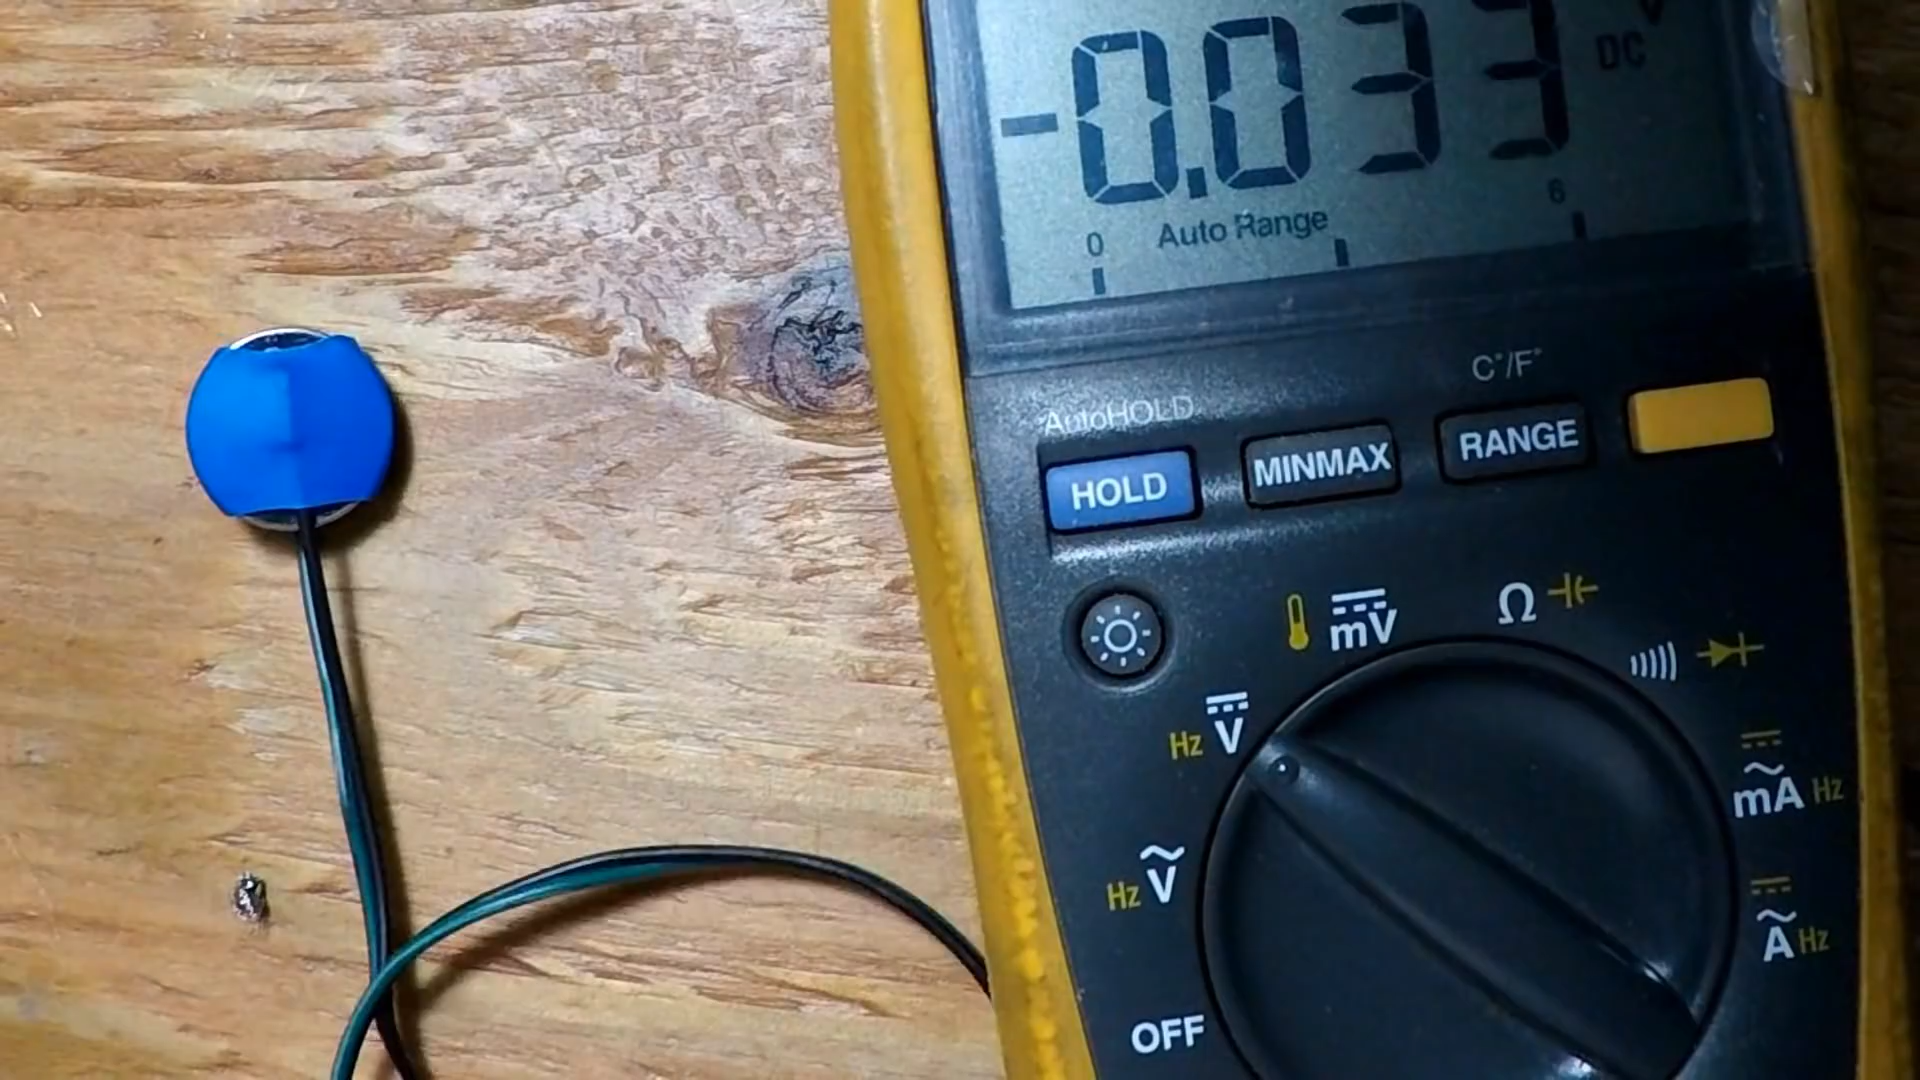 -0.033
V
DC
0 6
Auto Range
C°/F°
AutoHOLD
HOLD MINMAX RANGE
mV Ω
Hz V
mA Hz
Hz V
A Hz
OFF